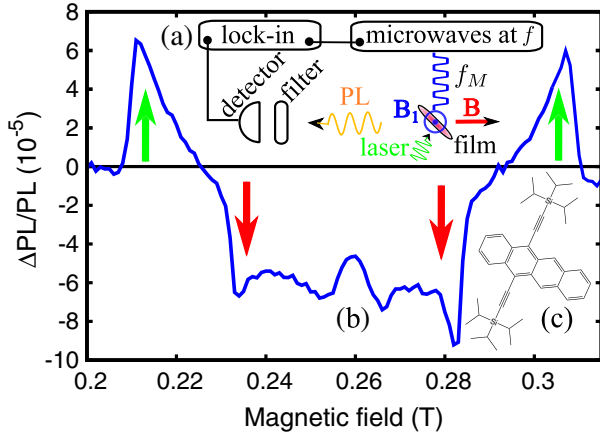 (a)
lock-in
microwaves at f
detector
filter
PL
laser
f_M
B₁
B
film
ΔPL/PL (10⁻⁵)
8
6
4
2
0
-2
-4
-6
-8
-10
(b)
(c)
Si
Si
0.2
0.22
0.24
0.26
0.28
0.3
Magnetic field (T)